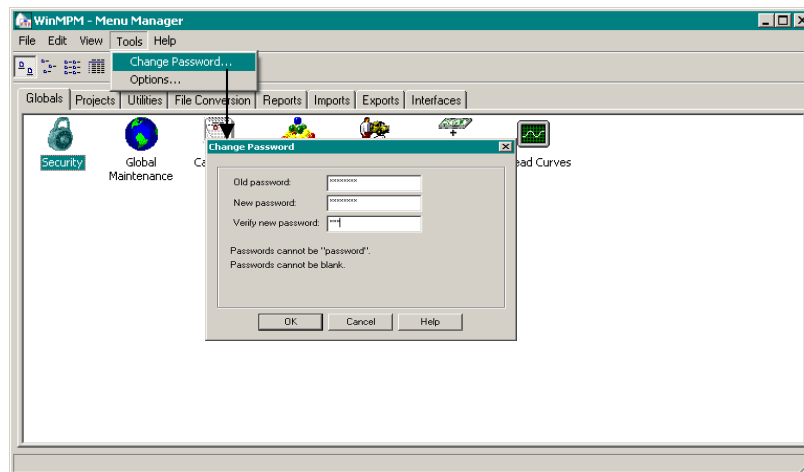 WinMPM - Menu Manager
File Edit View Tools Help
Change Password...
Options...
Globals Projects Utilities File Conversion Reports Imports Exports Interfaces
Security
Global Maintenance
Ca
ead Curves
Change Password
Old password: ××××××××
New password: ××××××××
Verify new password: ***
Passwords cannot be "password".
Passwords cannot be blank.
OK Cancel Help